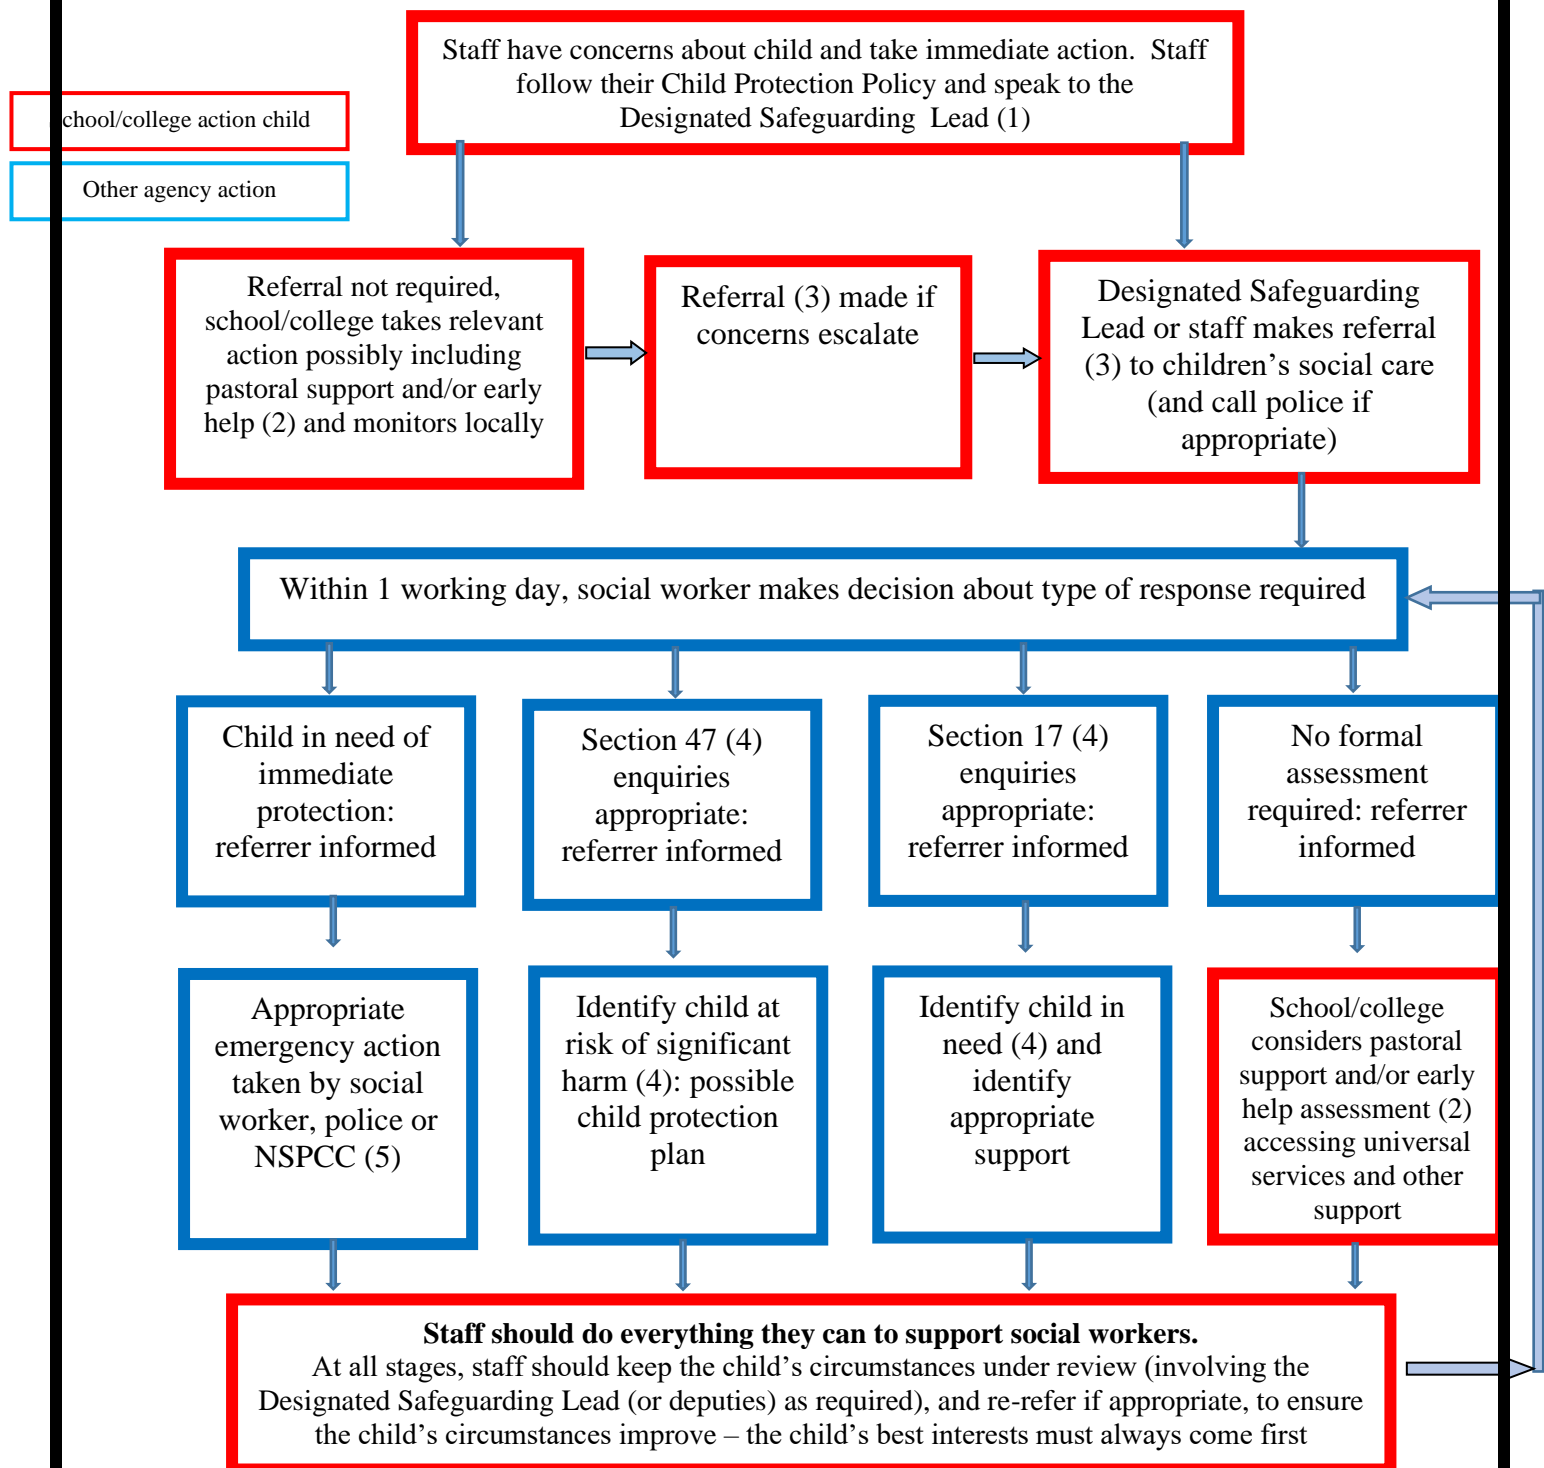 Staff have concerns about child and take immediate action.  Staff
follow their Child Protection Policy and speak to the
Designated Safeguarding  Lead (1)
chool/college action child
Other agency action
Referral not required,
school/college takes relevant
action possibly including
pastoral support and/or early
help (2) and monitors locally
Referral (3) made if
concerns escalate
Designated Safeguarding
Lead or staff makes referral
(3) to children’s social care
(and call police if
appropriate)
Within 1 working day, social worker makes decision about type of response required
Child in need of
immediate
protection:
referrer informed
Section 47 (4)
enquiries
appropriate:
referrer informed
Section 17 (4)
enquiries
appropriate:
referrer informed
No formal
assessment
required: referrer
informed
Appropriate
emergency action
taken by social
worker, police or
NSPCC (5)
Identify child at
risk of significant
harm (4): possible
child protection
plan
Identify child in
need (4) and
identify
appropriate
support
School/college
considers pastoral
support and/or early
help assessment (2)
accessing universal
services and other
support
Staff should do everything they can to support social workers.
At all stages, staff should keep the child’s circumstances under review (involving the
Designated Safeguarding Lead (or deputies) as required), and re-refer if appropriate, to ensure
the child’s circumstances improve – the child’s best interests must always come first